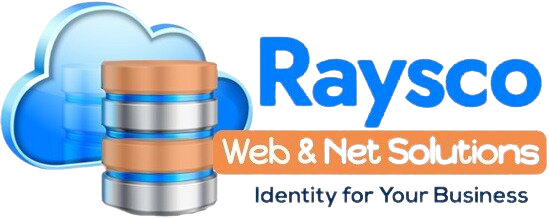 Raysco
Web & Net Solutions
Identity for Your Business